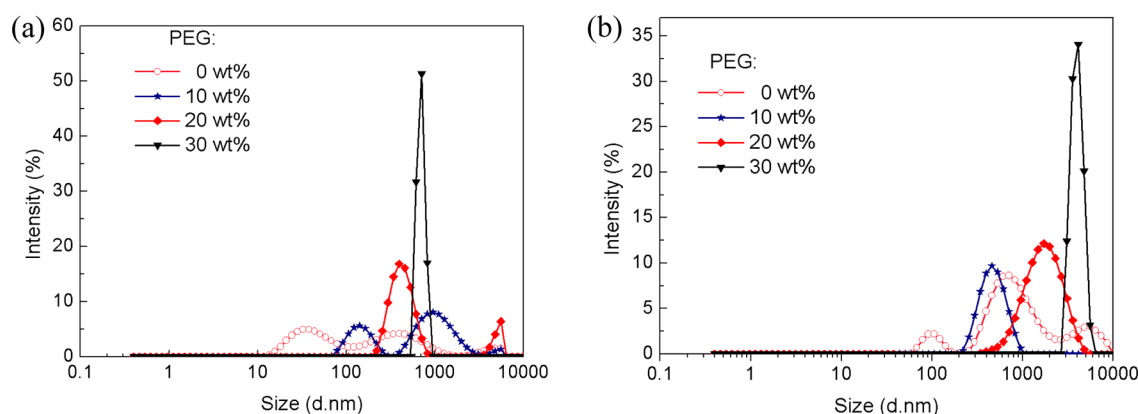 (a)
60
50
40
30
20
10
0
Intensity (%)
PEG:
0 wt%
10 wt%
20 wt%
30 wt%
0.1 1 10 100 1000 10000
Size (d.nm)
(b)
35
30
25
20
15
10
5
0
Intensity (%)
PEG:
0 wt%
10 wt%
20 wt%
30 wt%
0.1 1 10 100 1000 10000
Size (d.nm)